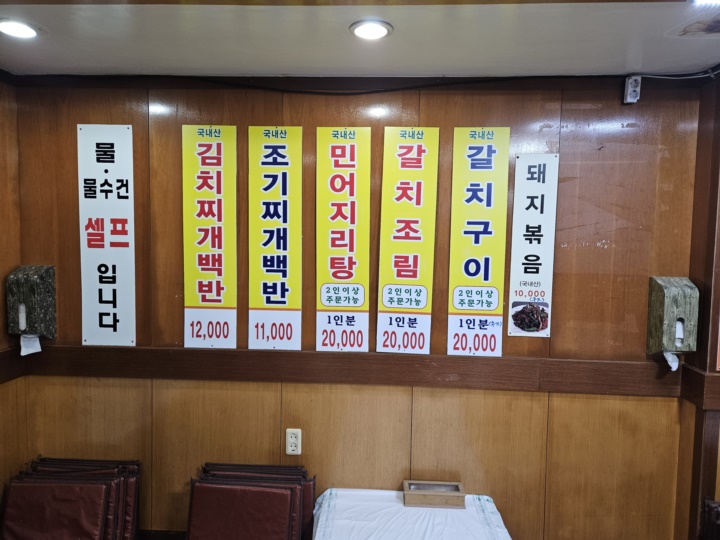 물
·
물수건
셀프
입니다
국내산
김치찌개백반
12,000
국내산
조기찌개백반
11,000
국내산
민어지리탕
2인이상
주문가능
1인분
20,000
국내산
갈치조림
2인이상
주문가능
1인분
20,000
국내산
갈치구이
2인이상
주문가능
1인분
20,000
돼지볶음
(국내산)
10,000